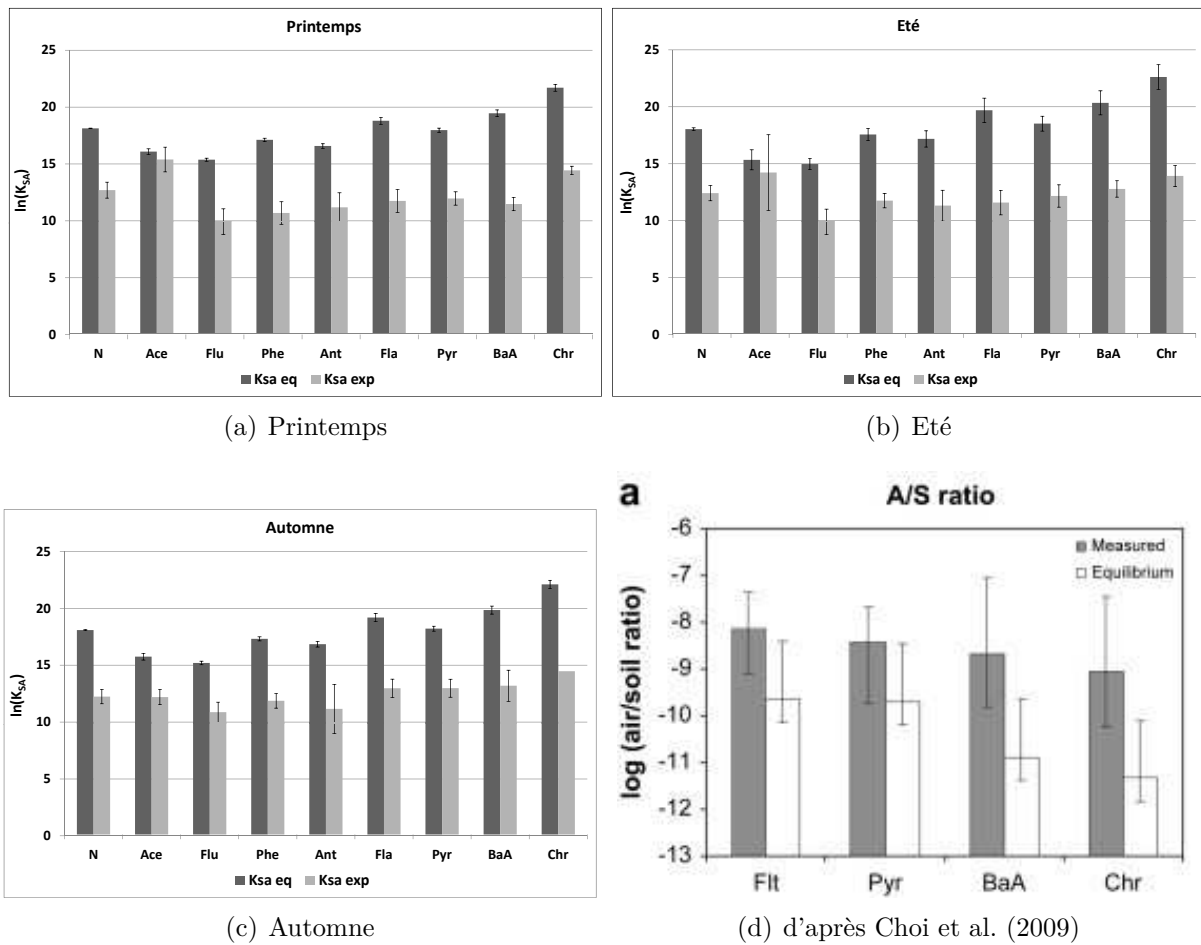 Printemps
25
20
15
10
5
0
ln(K_SA)
N Ace Flu Phe Ant Fla Pyr BaA Chr
Ksa eq Ksa exp
(a) Printemps
Eté
25
20
15
10
5
0
ln(K_SA)
N Ace Flu Phe Ant Fla Pyr BaA Chr
Ksa eq Ksa exp
(b) Eté
Automne
25
20
15
10
5
0
ln(K_SA)
N Ace Flu Phe Ant Fla Pyr BaA Chr
Ksa eq Ksa exp
(c) Automne
a
A/S ratio
-6
-7
-8
-9
-10
-11
-12
-13
log (air/soil ratio)
Measured
Equilibrium
Flt Pyr BaA Chr
(d) d'après Choi et al. (2009)